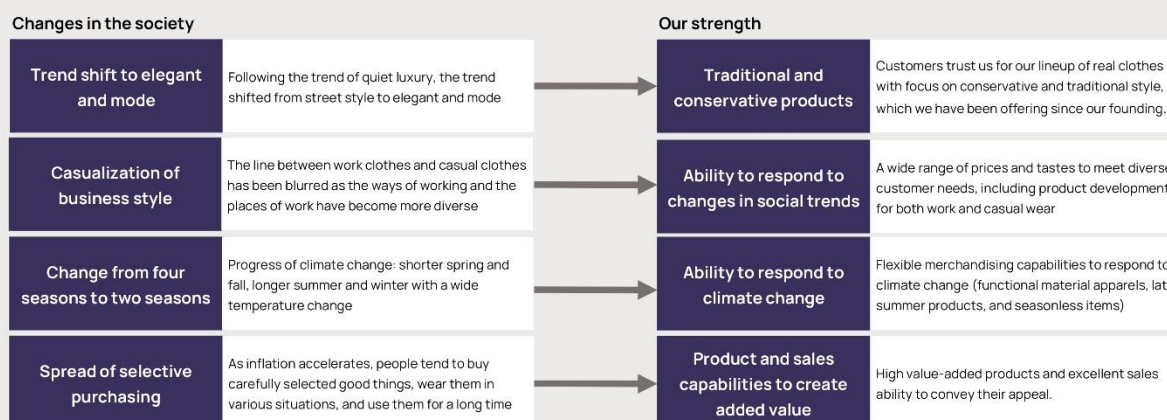 Changes in the society
Trend shift to elegant
and mode
Following the trend of quiet luxury, the trend
shifted from street style to elegant and mode
Casualization of
business style
The line between work clothes and casual clothes
has been blurred as the ways of working and the
places of work have become more diverse
Change from four
seasons to two seasons
Progress of climate change: shorter spring and
fall, longer summer and winter with a wide
temperature change
Spread of selective
purchasing
As inflation accelerates, people tend to buy
carefully selected good things, wear them in
various situations, and use them for a long time
Our strength
Traditional and
conservative products
Customers trust us for our lineup of real clothes
with focus on conservative and traditional style,
which we have been offering since our founding.
Ability to respond to
changes in social trends
A wide range of prices and tastes to meet diverse
customer needs, including product development
for both work and casual wear
Ability to respond to
climate change
Flexible merchandising capabilities to respond to
climate change (functional material apparels,
summer products, and seasonless items)
Product and sales
capabilities to create
added value
High value-added products and excellent sales
ability to convey their appeal.